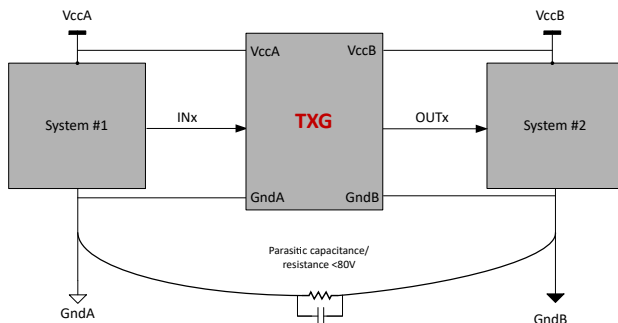 VccA
VccB
VccA
VccB
System #1
INx
TXG
OUTx
System #2
GndA
GndB
Parasitic capacitance/
resistance <80V
GndA
GndB